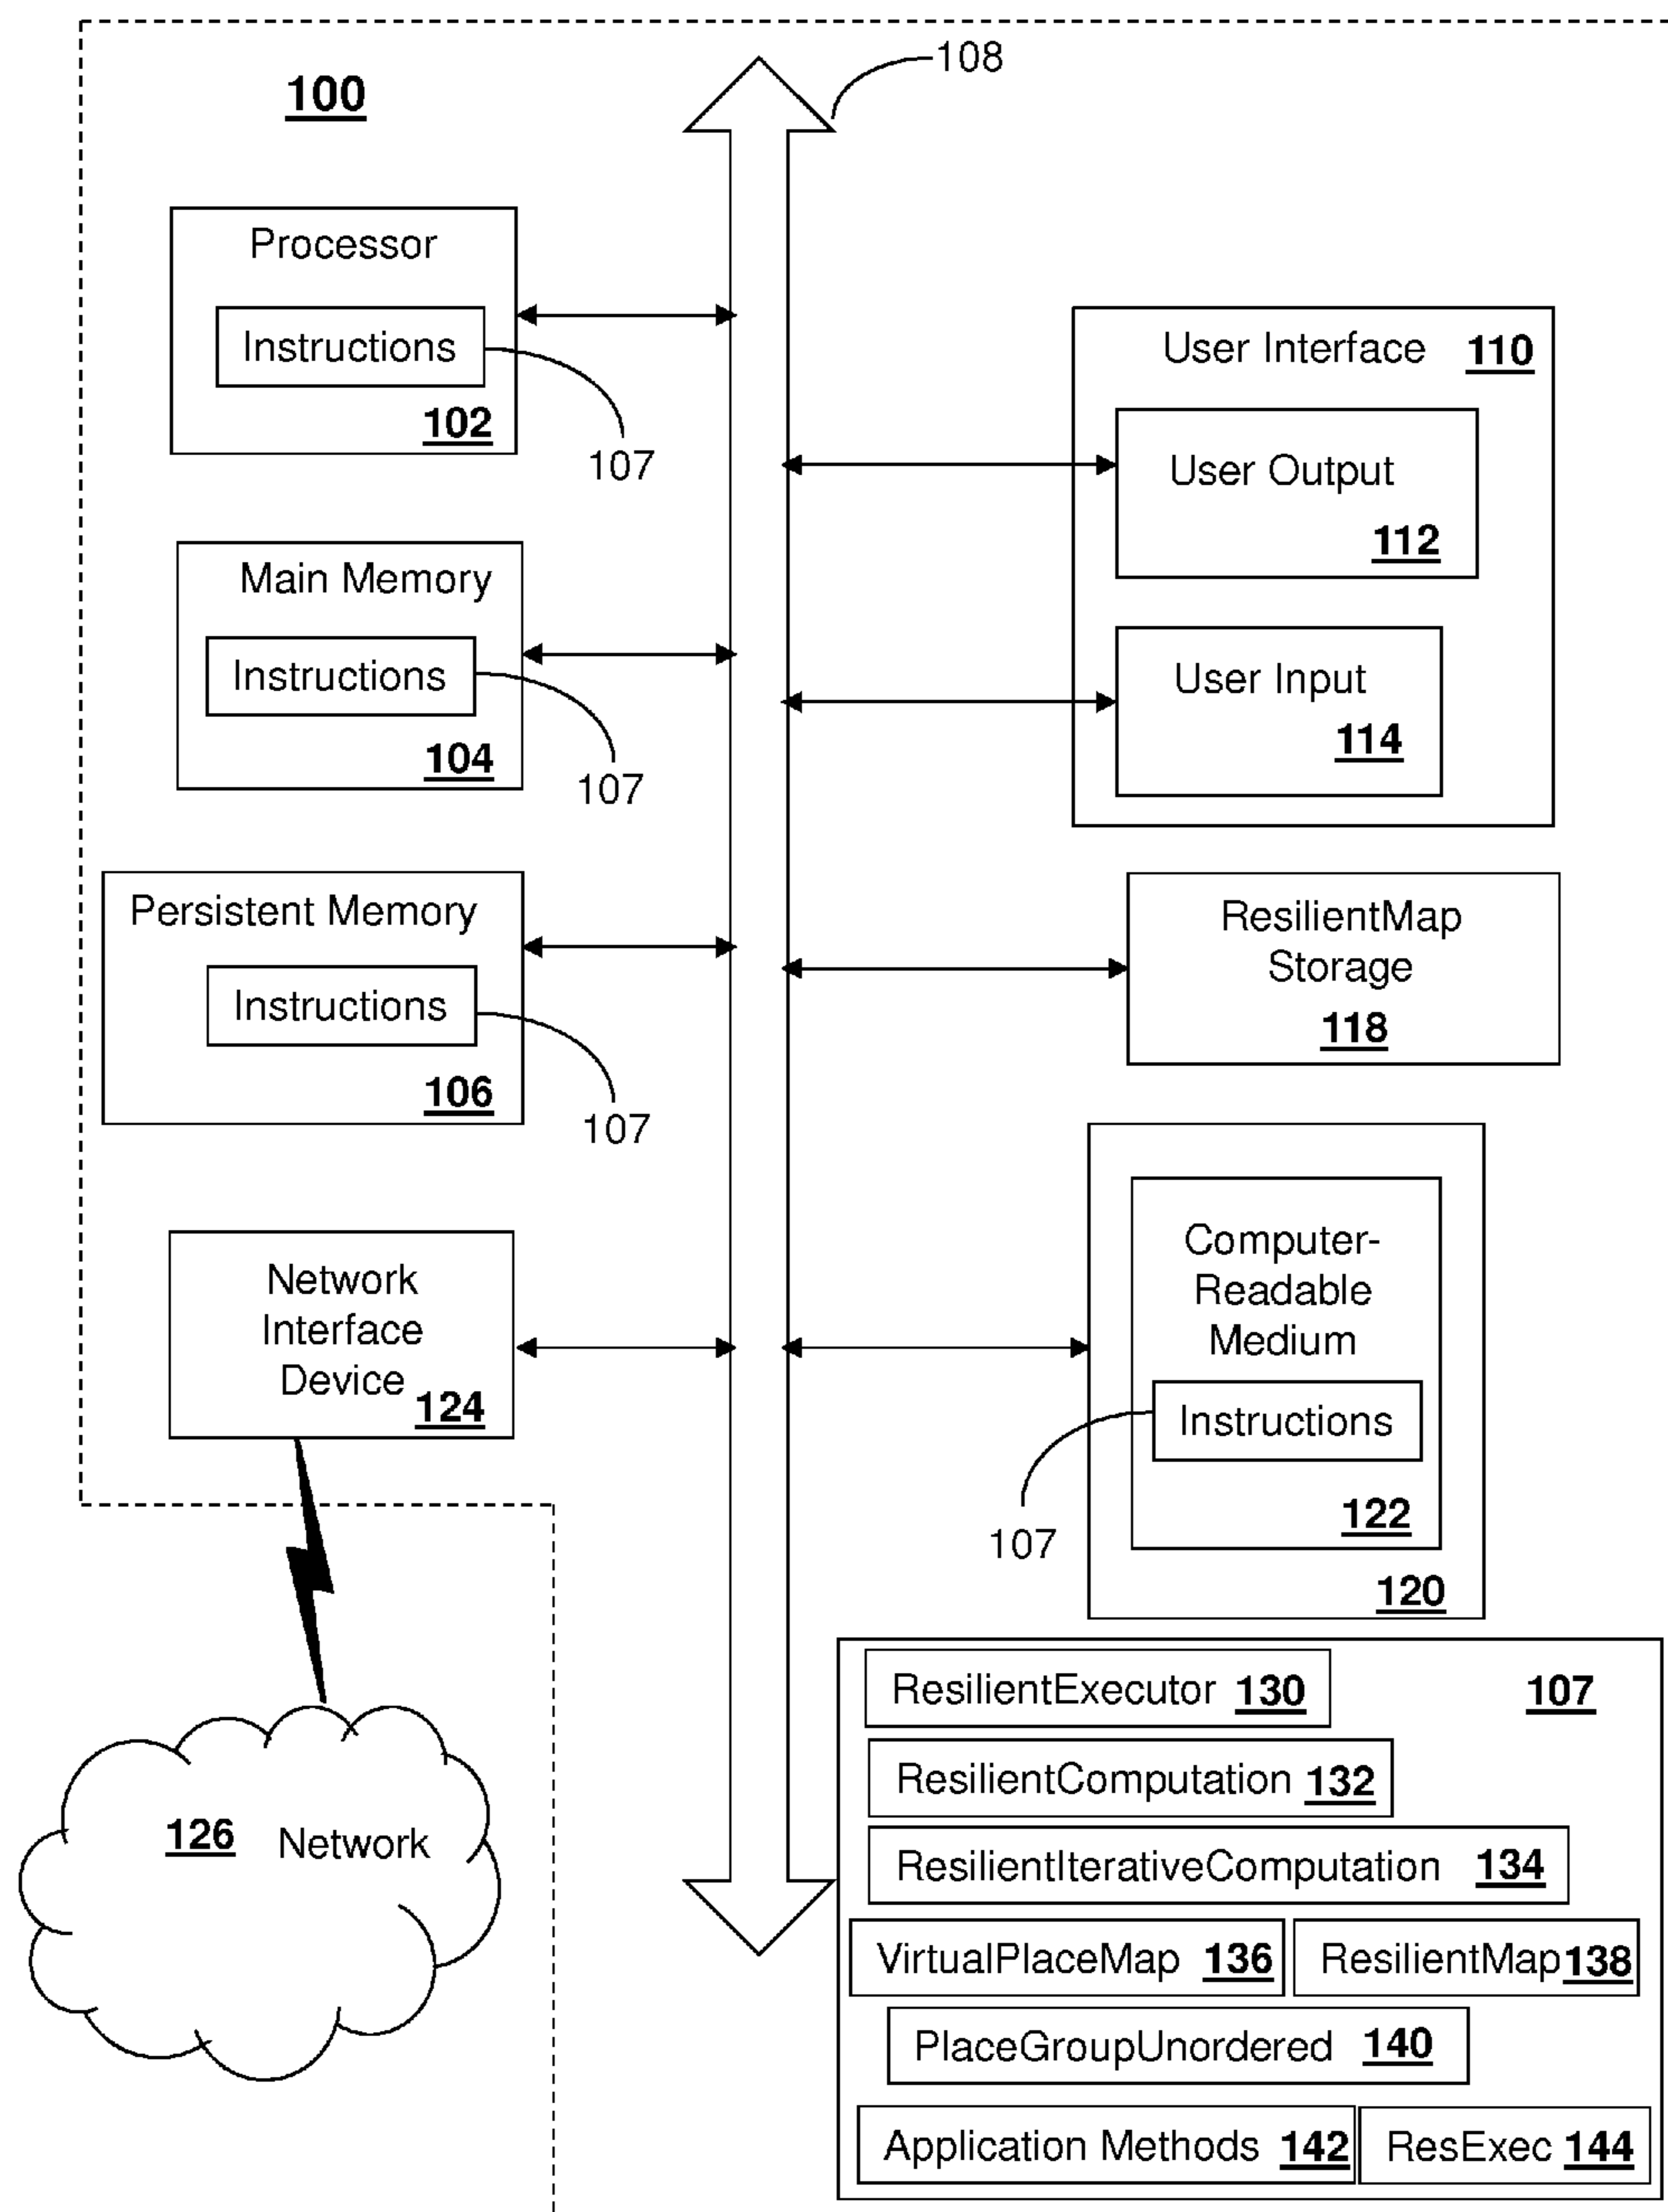 108
100
Processor
Instructions
102
107
Main Memory
Instructions
104
107
Persistent Memory
Instructions
106
107
Network
Interface
Device
124
126 Network
User Interface 110
User Output
112
User Input
114
ResilientMap
Storage
118
Computer-
Readable
Medium
Instructions
107
122
120
ResilientExecutor 130
107
ResilientComputation 132
ResilientIterativeComputation 134
VirtualPlaceMap 136
ResilientMap 138
PlaceGroupUnordered 140
Application Methods 142
ResExec 144